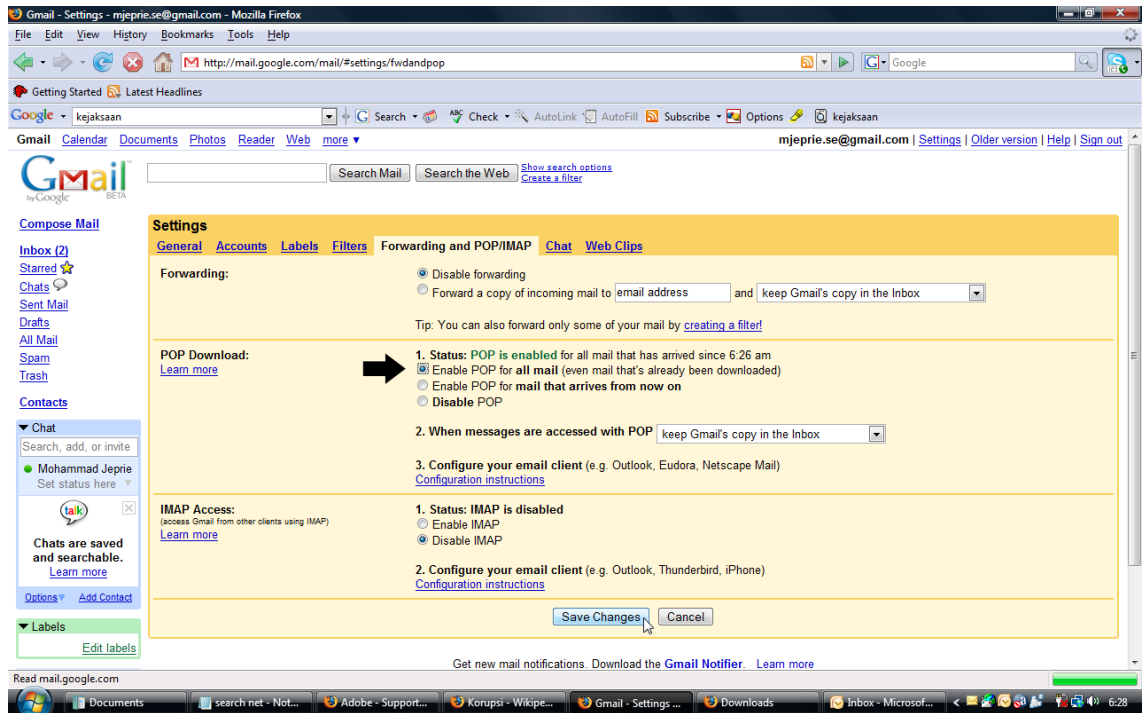 Gmail - Settings - mjeprie.se@gmail.com - Mozilla Firefox
File Edit View History Bookmarks Tools Help
http://mail.google.com/mail/#settings/fwdandpop Google
Getting Started Latest Headlines
Google kejaksaan Search Check AutoLink AutoFill Subscribe Options kejaksaan
Gmail Calendar Documents Photos Reader Web more ▼ mjeprie.se@gmail.com | Settings | Older version | Help | Sign out
Gmail by Google BETA
Search Mail Search the Web Show search options
Create a filter
Compose Mail
Inbox (2)
Starred
Chats
Sent Mail
Drafts
All Mail
Spam
Trash
Contacts
▼ Chat
Search, add, or invite
Mohammad Jeprie
Set status here ▼
talk
Chats are saved
and searchable.
Learn more
Options▼ Add Contact
▼ Labels
Edit labels
Settings
General Accounts Labels Filters Forwarding and POP/IMAP Chat Web Clips
Forwarding: Disable forwarding
Forward a copy of incoming mail to email address and keep Gmail's copy in the Inbox
Tip: You can also forward only some of your mail by creating a filter!
POP Download: 1. Status: POP is enabled for all mail that has arrived since 6:26 am
Learn more Enable POP for all mail (even mail that's already been downloaded)
Enable POP for mail that arrives from now on
Disable POP
2. When messages are accessed with POP keep Gmail's copy in the Inbox
3. Configure your email client (e.g. Outlook, Eudora, Netscape Mail)
Configuration instructions
IMAP Access: 1. Status: IMAP is disabled
(access Gmail from other clients using IMAP) Enable IMAP
Learn more Disable IMAP
2. Configure your email client (e.g. Outlook, Thunderbird, iPhone)
Configuration instructions
Save Changes Cancel
Get new mail notifications. Download the Gmail Notifier. Learn more
Read mail.google.com
Documents search net - Not... Adobe - Support... Korupsi - Wikipe... Gmail - Settings ... Downloads Inbox - Microsof... 6:28